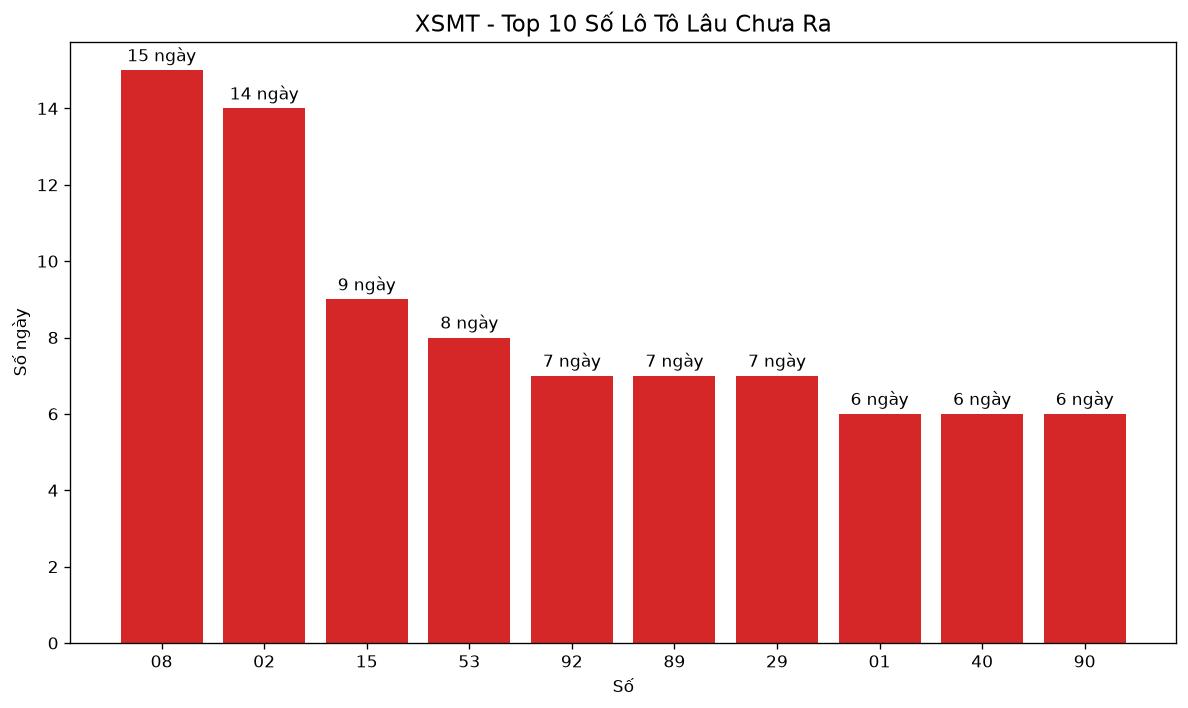 XSMT - Top 10 Số Lô Tô Lâu Chưa Ra
15 ngày
14 ngày
9 ngày
8 ngày
7 ngày
7 ngày
7 ngày
6 ngày
6 ngày
6 ngày
Số ngày
14
12
10
8
6
4
2
0
08 02 15 53 92 89 29 01 40 90
Số